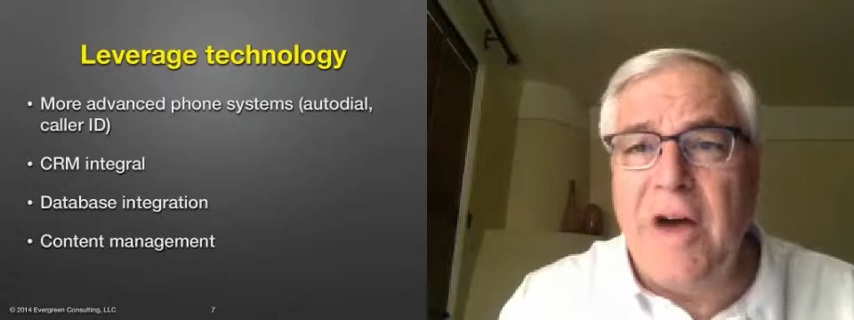 Leverage technology
• More advanced phone systems (autodial,
caller ID)
• CRM integral
• Database integration
• Content management
© 2014 Evergreen Consulting, LLC
7